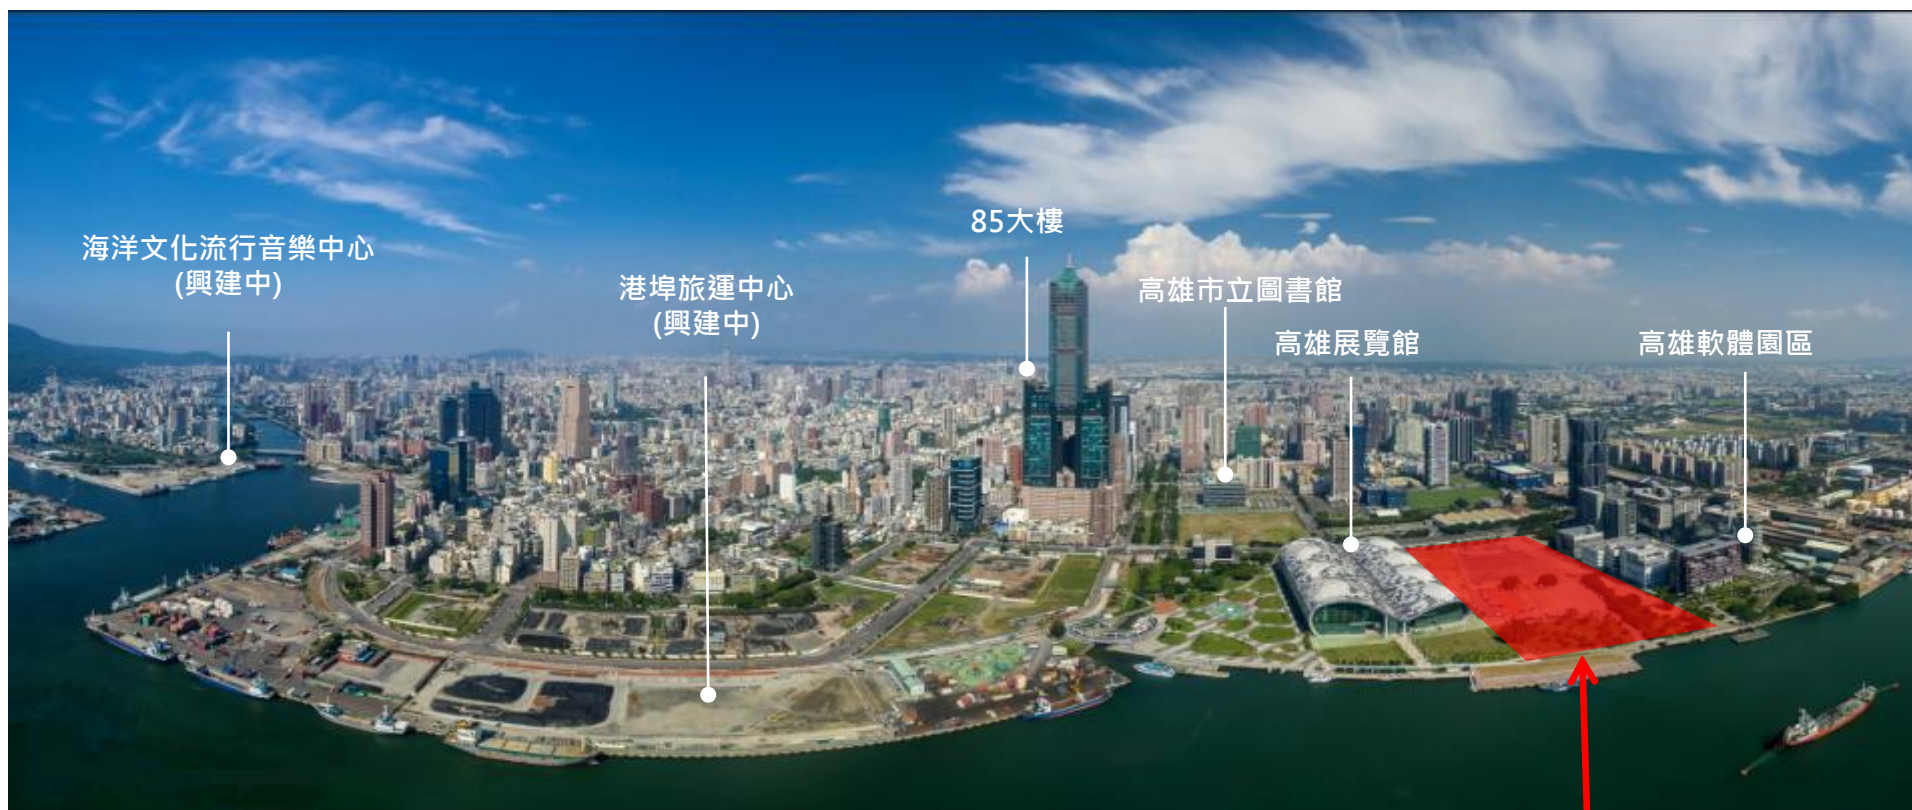 海洋文化流行音樂中心
(興建中)
港埠旅運中心
(興建中)
85大樓
高雄市立圖書館
高雄展覽館
高雄軟體園區